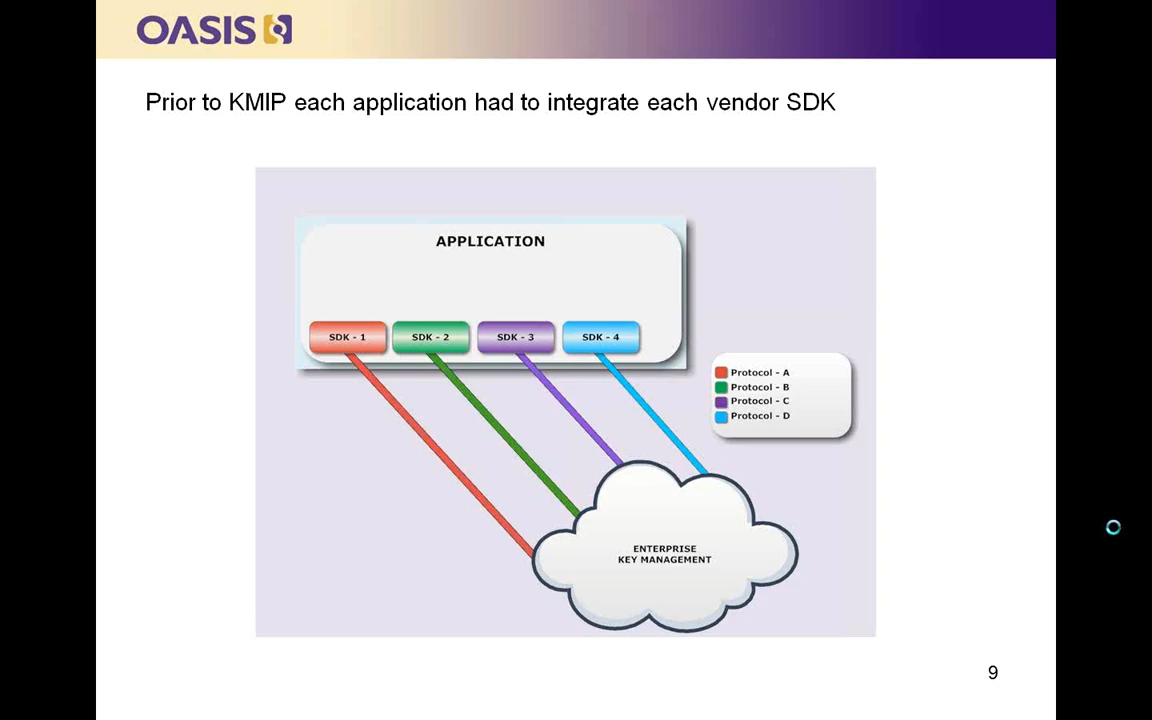 OASIS
Prior to KMIP each application had to integrate each vendor SDK
APPLICATION
SDK - 1
SDK - 2
SDK - 3
SDK - 4
Protocol - A
Protocol - B
Protocol - C
Protocol - D
ENTERPRISE
KEY MANAGEMENT
9